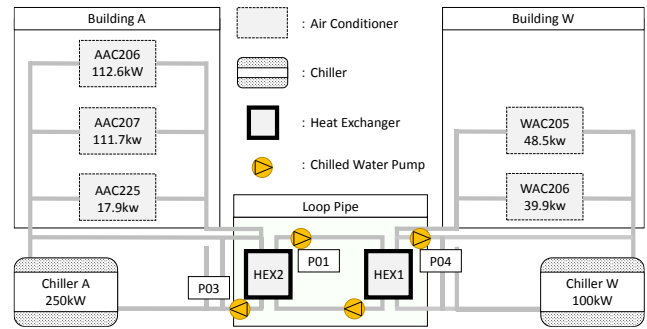 Building A
AAC206
112.6kW
AAC207
111.7kw
AAC225
17.9kw
: Air Conditioner
: Chiller
: Heat Exchanger
: Chilled Water Pump
Building W
WAC205
48.5kw
WAC206
39.9kw
Loop Pipe
P01
P04
P03
HEX2
HEX1
Chiller A
250kW
Chiller W
100kW